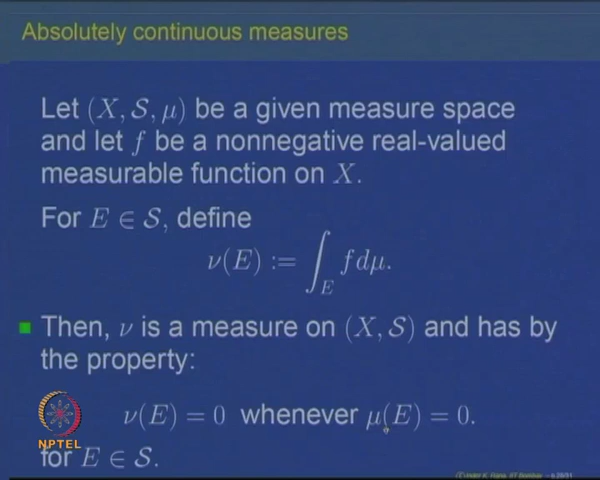 Absolutely continuous measures
Let (X, 𝒮, μ) be a given measure space
and let f be a nonnegative real-valued
measurable function on X.
For E ∈ 𝒮, define
ν(E) := ∫_E f dμ.
Then, ν is a measure on (X, 𝒮) and has by
the property:
ν(E) = 0 whenever μ(E) = 0.
for E ∈ 𝒮.
NPTEL